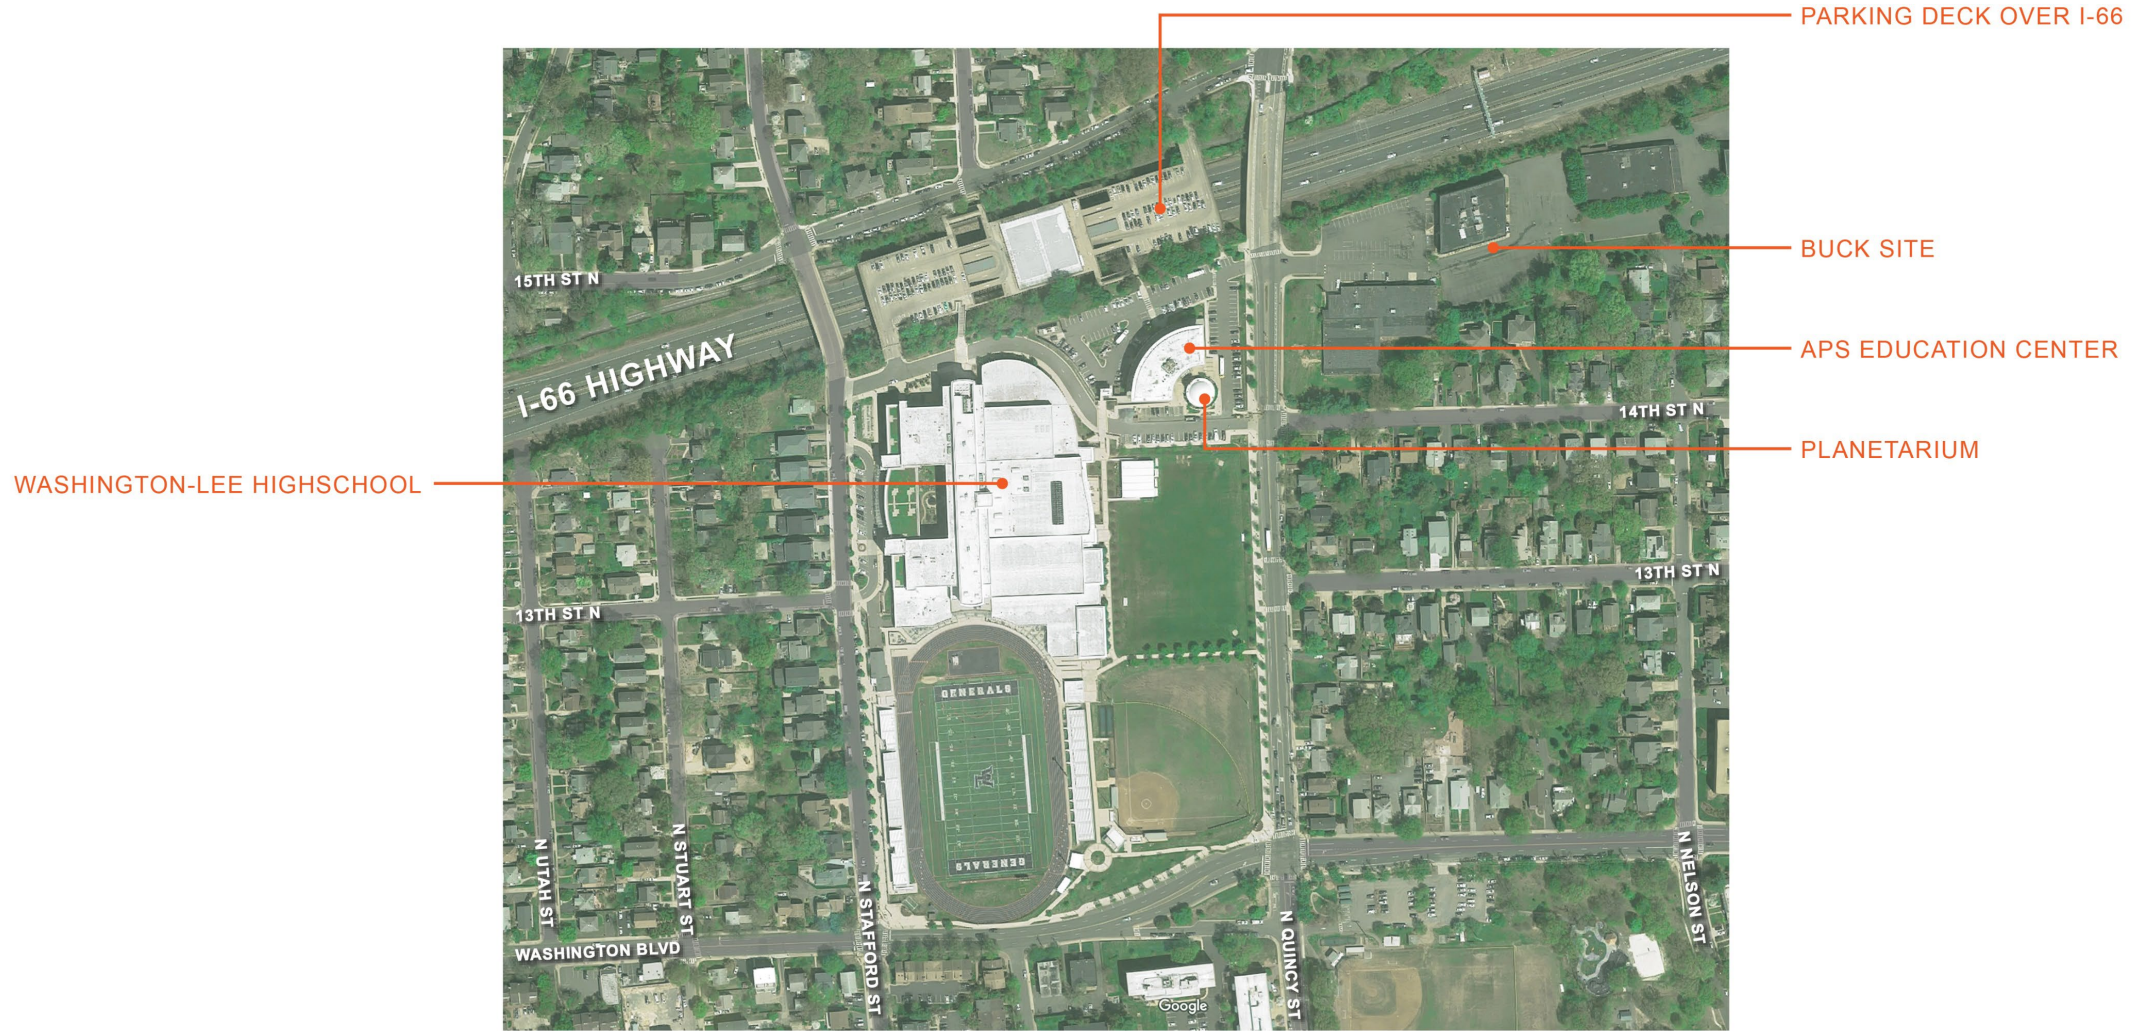 PARKING DECK OVER I-66
BUCK SITE
15TH ST N
I-66 HIGHWAY
APS EDUCATION CENTER
14TH ST N
PLANETARIUM
WASHINGTON-LEE HIGHSCHOOL
13TH ST N
13TH ST N
GENERALS
WL
GENERALS
N UTAH ST
N STUART ST
N STAFFORD ST
N QUINCY ST
N NELSON ST
WASHINGTON BLVD
Google